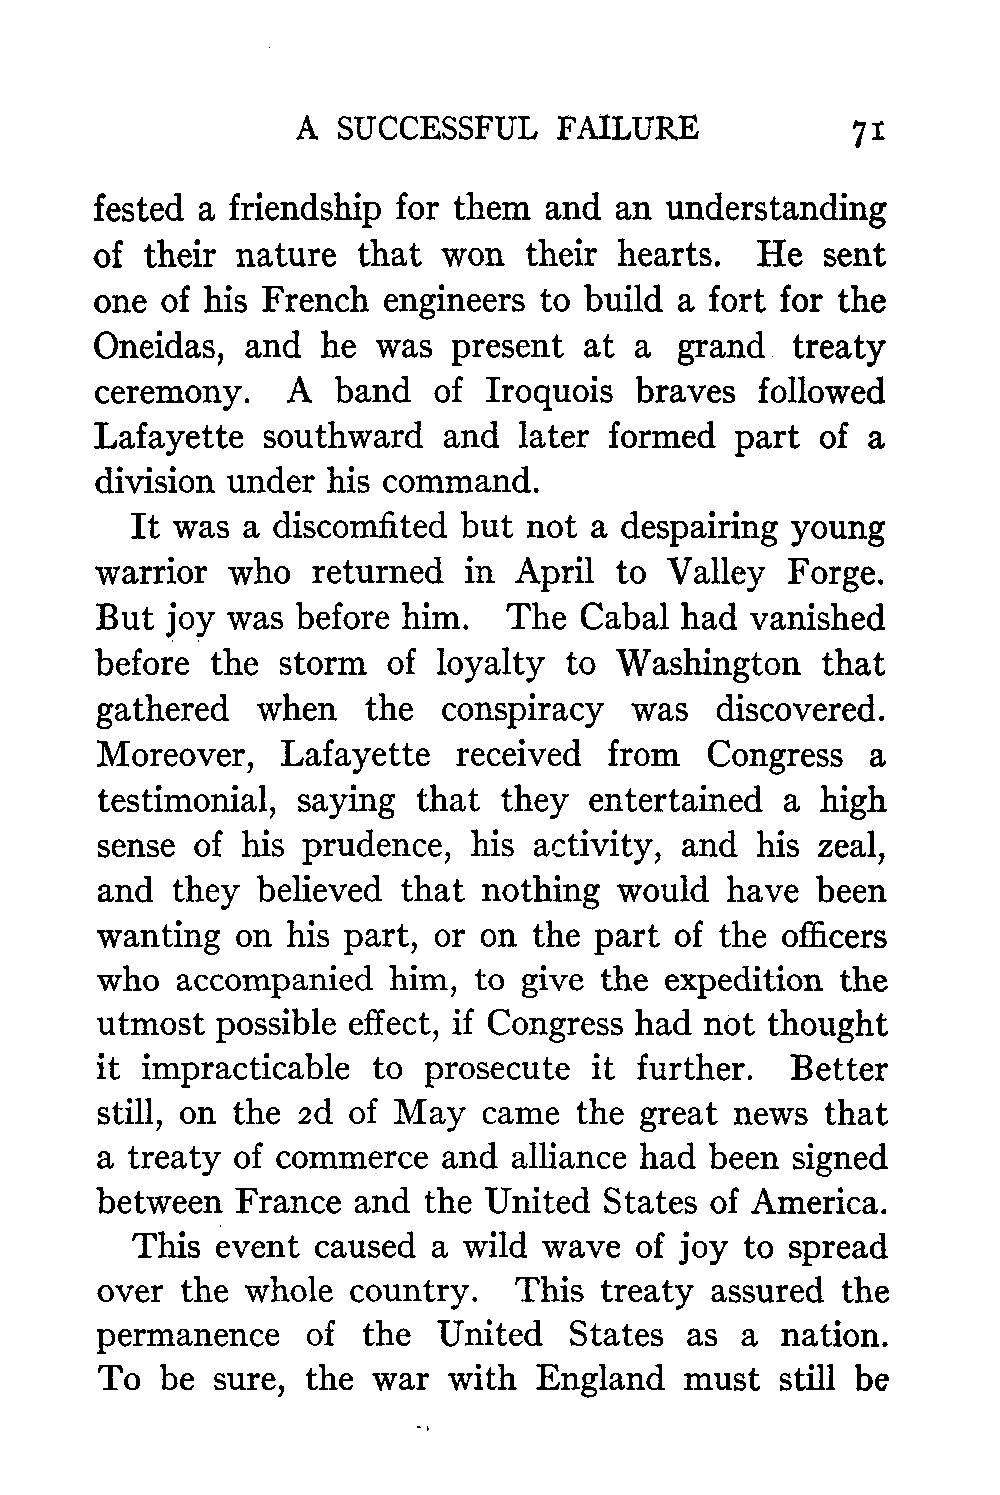 A SUCCESSFUL FAILURE 71
fested a friendship for them and an understanding
of their nature that won their hearts. He sent
one of his French engineers to build a fort for the
Oneidas, and he was present at a grand treaty
ceremony. A band of Iroquois braves followed
Lafayette southward and later formed part of a
division under his command.
It was a discomfited but not a despairing young
warrior who returned in April to Valley Forge.
But joy was before him. The Cabal had vanished
before the storm of loyalty to Washington that
gathered when the conspiracy was discovered.
Moreover, Lafayette received from Congress a
testimonial, saying that they entertained a high
sense of his prudence, his activity, and his zeal,
and they believed that nothing would have been
wanting on his part, or on the part of the officers
who accompanied him, to give the expedition the
utmost possible effect, if Congress had not thought
it impracticable to prosecute it further. Better
still, on the 2d of May came the great news that
a treaty of commerce and alliance had been signed
between France and the United States of America.
This event caused a wild wave of joy to spread
over the whole country. This treaty assured the
permanence of the United States as a nation.
To be sure, the war with England must still be